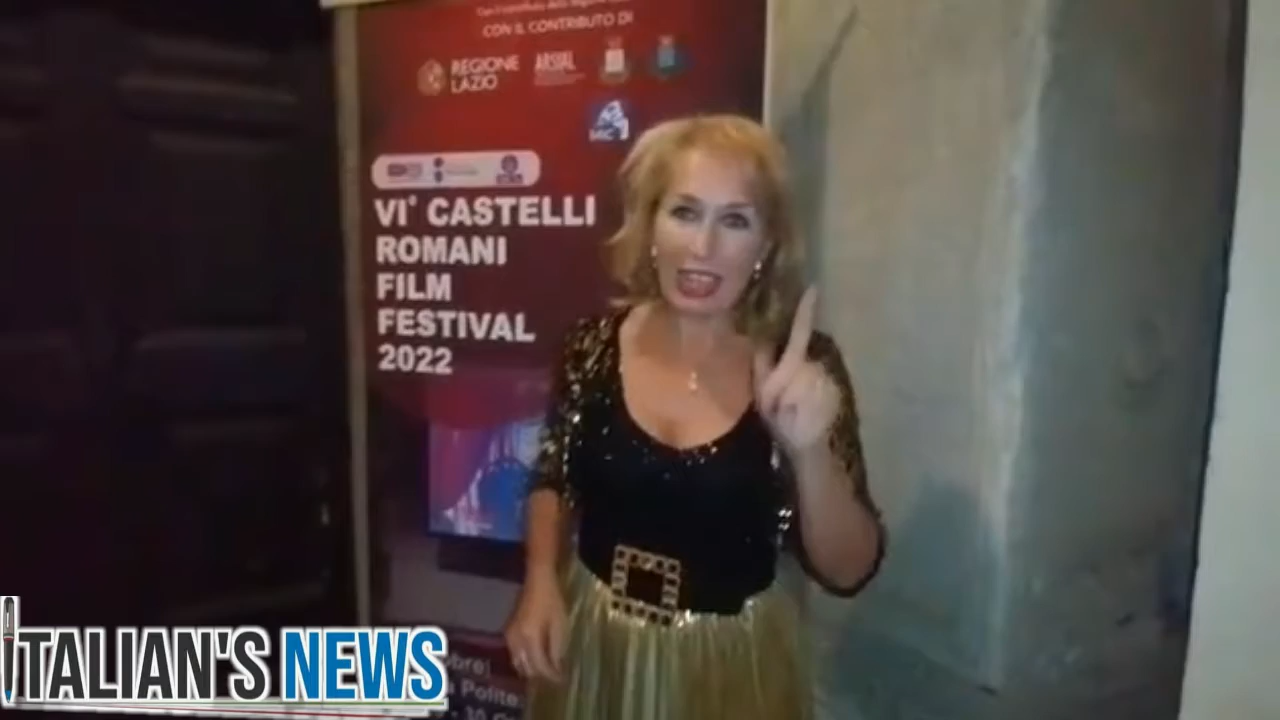 CON IL CONTRIBUTO DI
REGIONE
LAZIO
ARSIAL
VI° CASTELLI
ROMANI
FILM
FESTIVAL
2022
ITALIAN'S NEWS